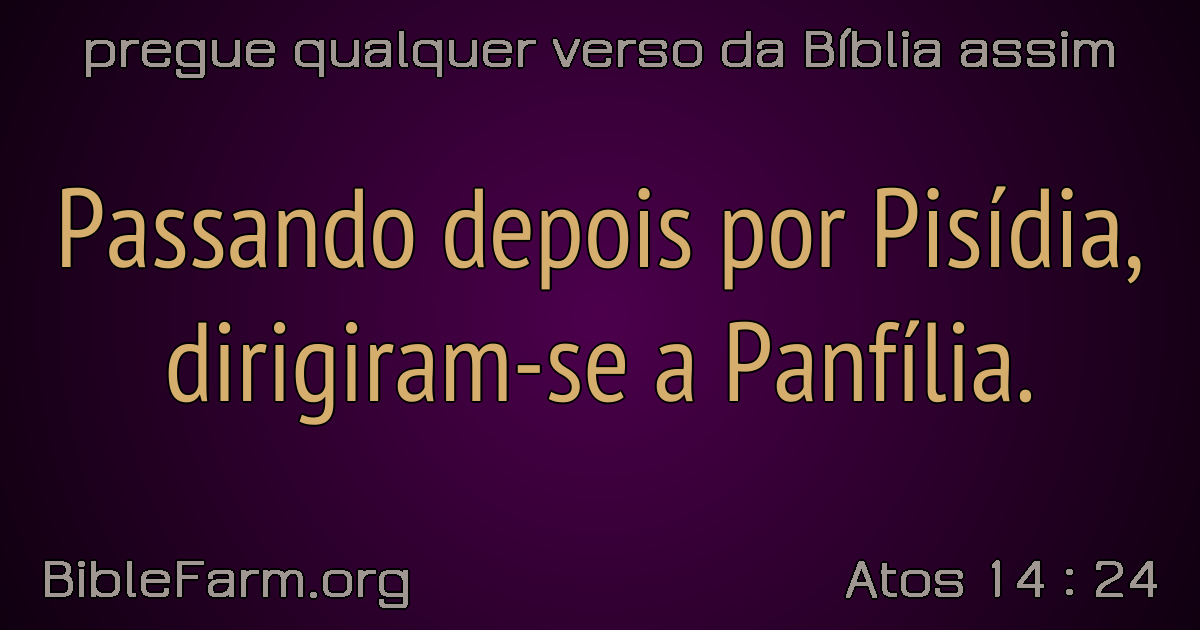 pregue qualquer verso da Bíblia assim
Passando depois por Pisídia,
dirigiram-se a Panfília.
BibleFarm.org
Atos 14 : 24